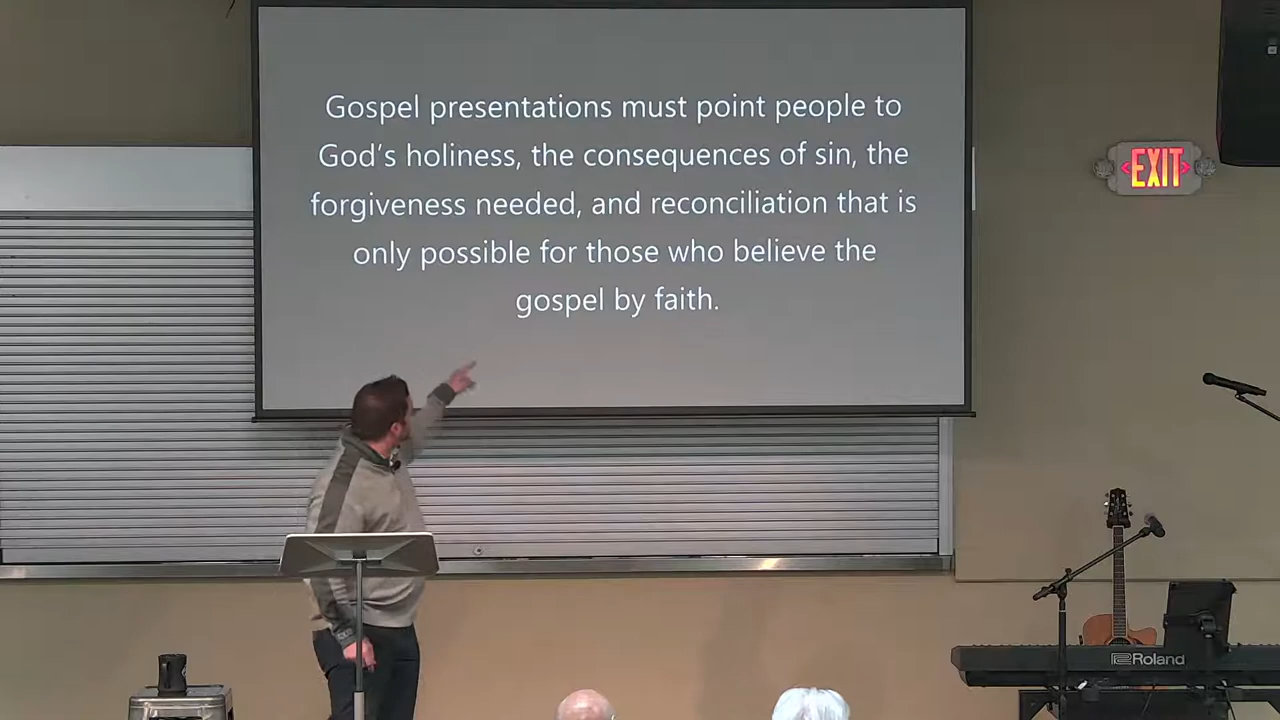 Gospel presentations must point people to
God's holiness, the consequences of sin, the
forgiveness needed, and reconciliation that is
only possible for those who believe the
gospel by faith.
EXIT
Roland